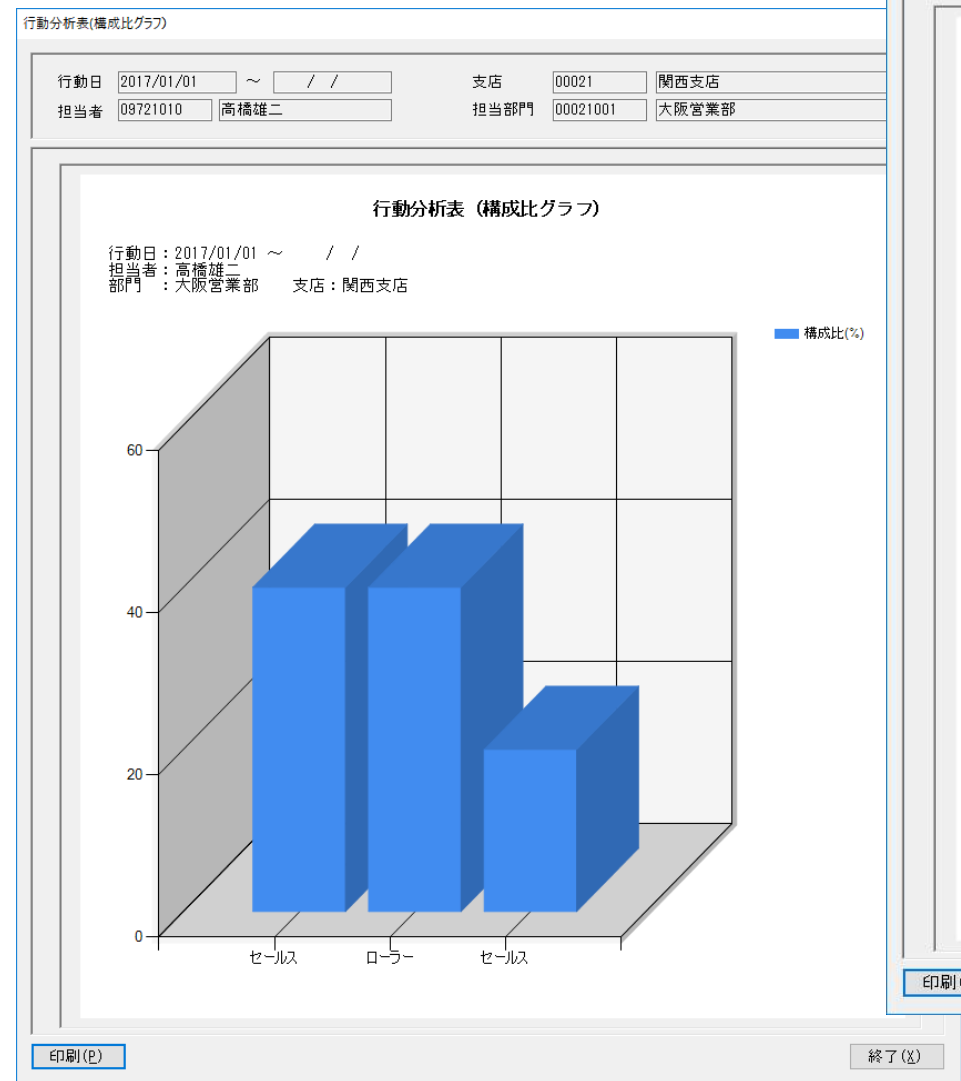 行動分析表(構成比グラフ)
行動日 2017/01/01 ～ / / 支店 00021 関西支店
担当者 09721010 高橋雄二 担当部門 00021001 大阪営業部
行動分析表（構成比グラフ）
行動日：2017/01/01 ～ / /
担当者：高橋雄二
部門 ：大阪営業部 支店：関西支店
構成比(%)
60
40
20
0
セールス ローラー セールス
印刷(P) 終了(X)
印刷